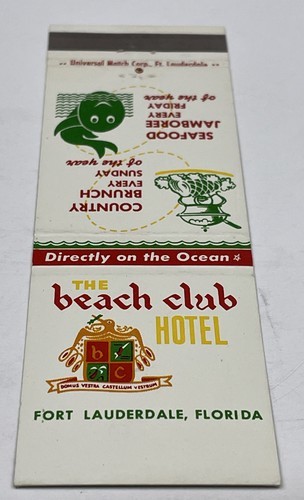 Universal Match Corp., Ft. Lauderdale
SEAFOOD
JAMBOREE
EVERY
FRIDAY
of the year
COUNTRY
BRUNCH
EVERY
SUNDAY
of the year
Directly on the Ocean
THE
beach club
HOTEL
b C
C
DOMUS VESTRA CASTELLUM VESTRUM
FORT LAUDERDALE, FLORIDA